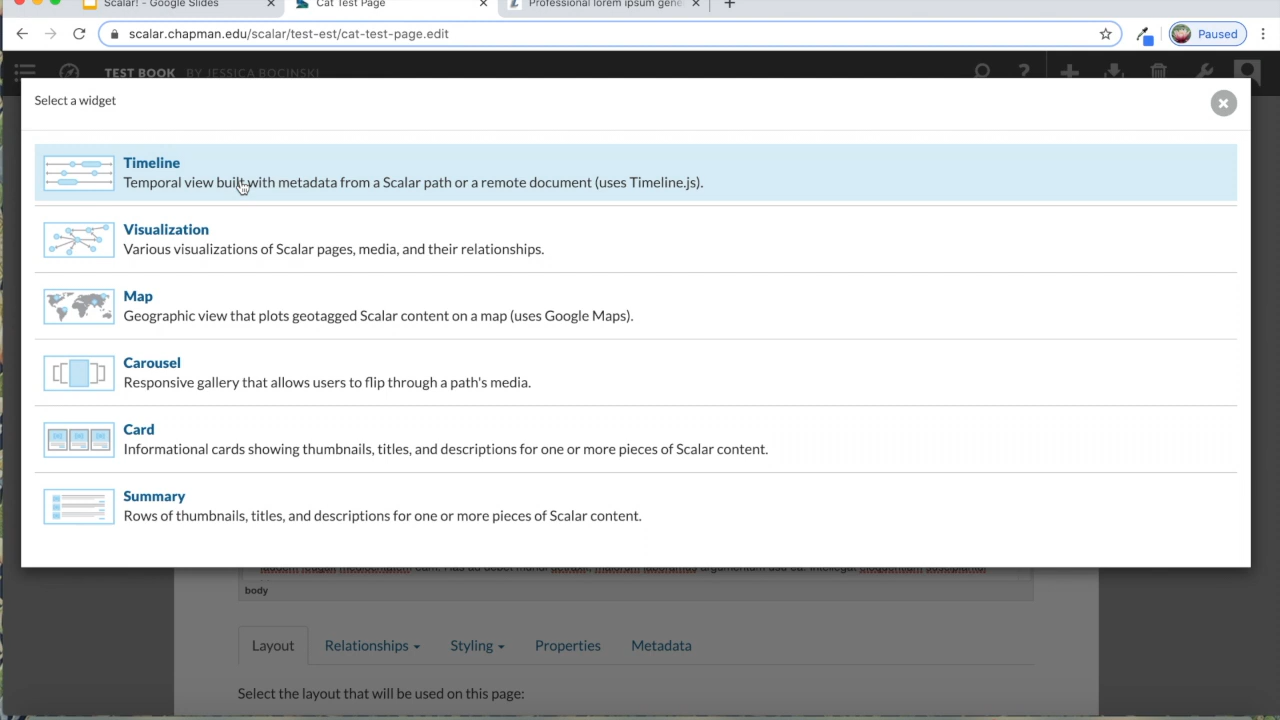 Scalar! - Google Slides
Cat Test Page
Professional lorem ipsum gene
scalar.chapman.edu/scalar/test-est/cat-test-page.edit
Paused
TEST BOOK BY JESSICA BOCINSKI
Select a widget
Timeline
Temporal view built with metadata from a Scalar path or a remote document (uses Timeline.js).
Visualization
Various visualizations of Scalar pages, media, and their relationships.
Map
Geographic view that plots geotagged Scalar content on a map (uses Google Maps).
Carousel
Responsive gallery that allows users to flip through a path's media.
Card
Informational cards showing thumbnails, titles, and descriptions for one or more pieces of Scalar content.
Summary
Rows of thumbnails, titles, and descriptions for one or more pieces of Scalar content.
body
Layout Relationships Styling Properties Metadata
Select the layout that will be used on this page: